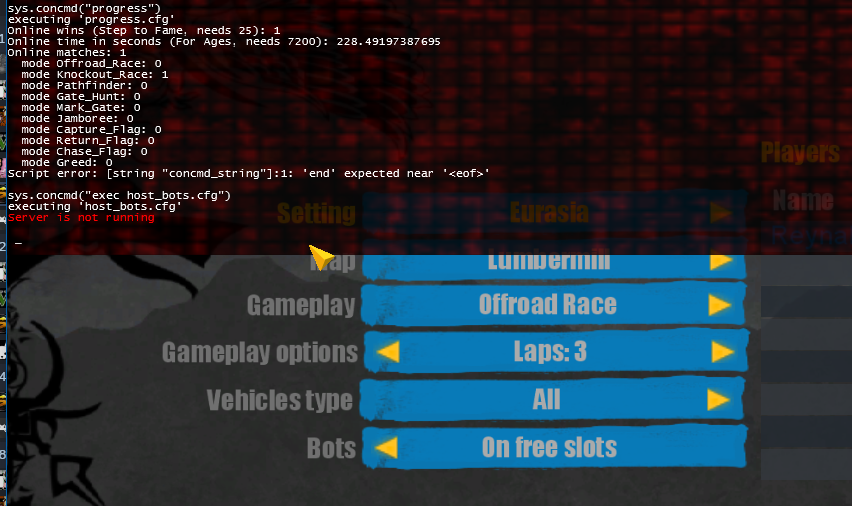 sys.concmd("progress")
executing 'progress.cfg'
Online wins (Step to Fame, needs 25): 1
Online time in seconds (For Ages, needs 7200): 228.49197387695
Online matches: 1
mode Offroad_Race: 0
mode Knockout_Race: 1
mode Pathfinder: 0
mode Gate_Hunt: 0
mode Mark_Gate: 0
mode Jamboree: 0
mode Capture_Flag: 0
mode Return_Flag: 0
mode Chase_Flag: 0
mode Greed: 0
Script error: [string "concmd_string"]:1: 'end' expected near '<eof>'
sys.concmd("exec host_bots.cfg")
executing 'host_bots.cfg'
Server is not running
_
Players
Name
Setting Eurasia
Map Lumbermill
Gameplay Offroad Race
Gameplay options Laps: 3
Vehicles type All
Bots On free slots